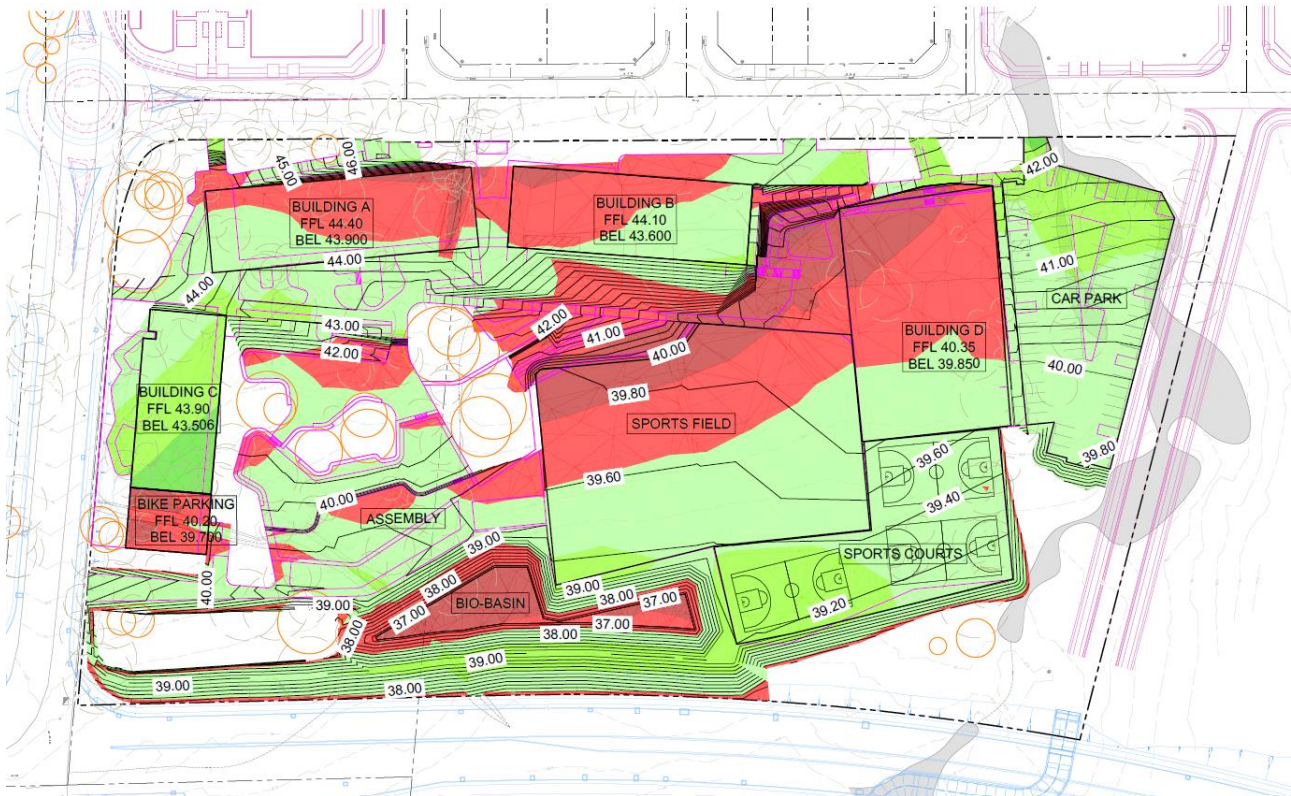 45.00
46.00
42.00
BUILDING A
FFL 44.40
BEL 43.900
BUILDING B
FFL 44.10
BEL 43.600
44.00
44.00
41.00
CAR PARK
43.00
42.00
42.00
41.00
40.00
BUILDING D
FFL 40.35
BEL 39.850
40.00
39.80
BUILDING C
FFL 43.90
BEL 43.506
SPORTS FIELD
39.60
39.60
39.80
39.40
BIKE PARKING
FFL 40.20
BEL 39.700
40.00
ASSEMBLY
39.00
SPORTS COURTS
40.00
38.00
39.00
38.00
37.00
39.00
BIO-BASIN
37.00
37.00
39.20
38.00
38.00
39.00
39.00
38.00